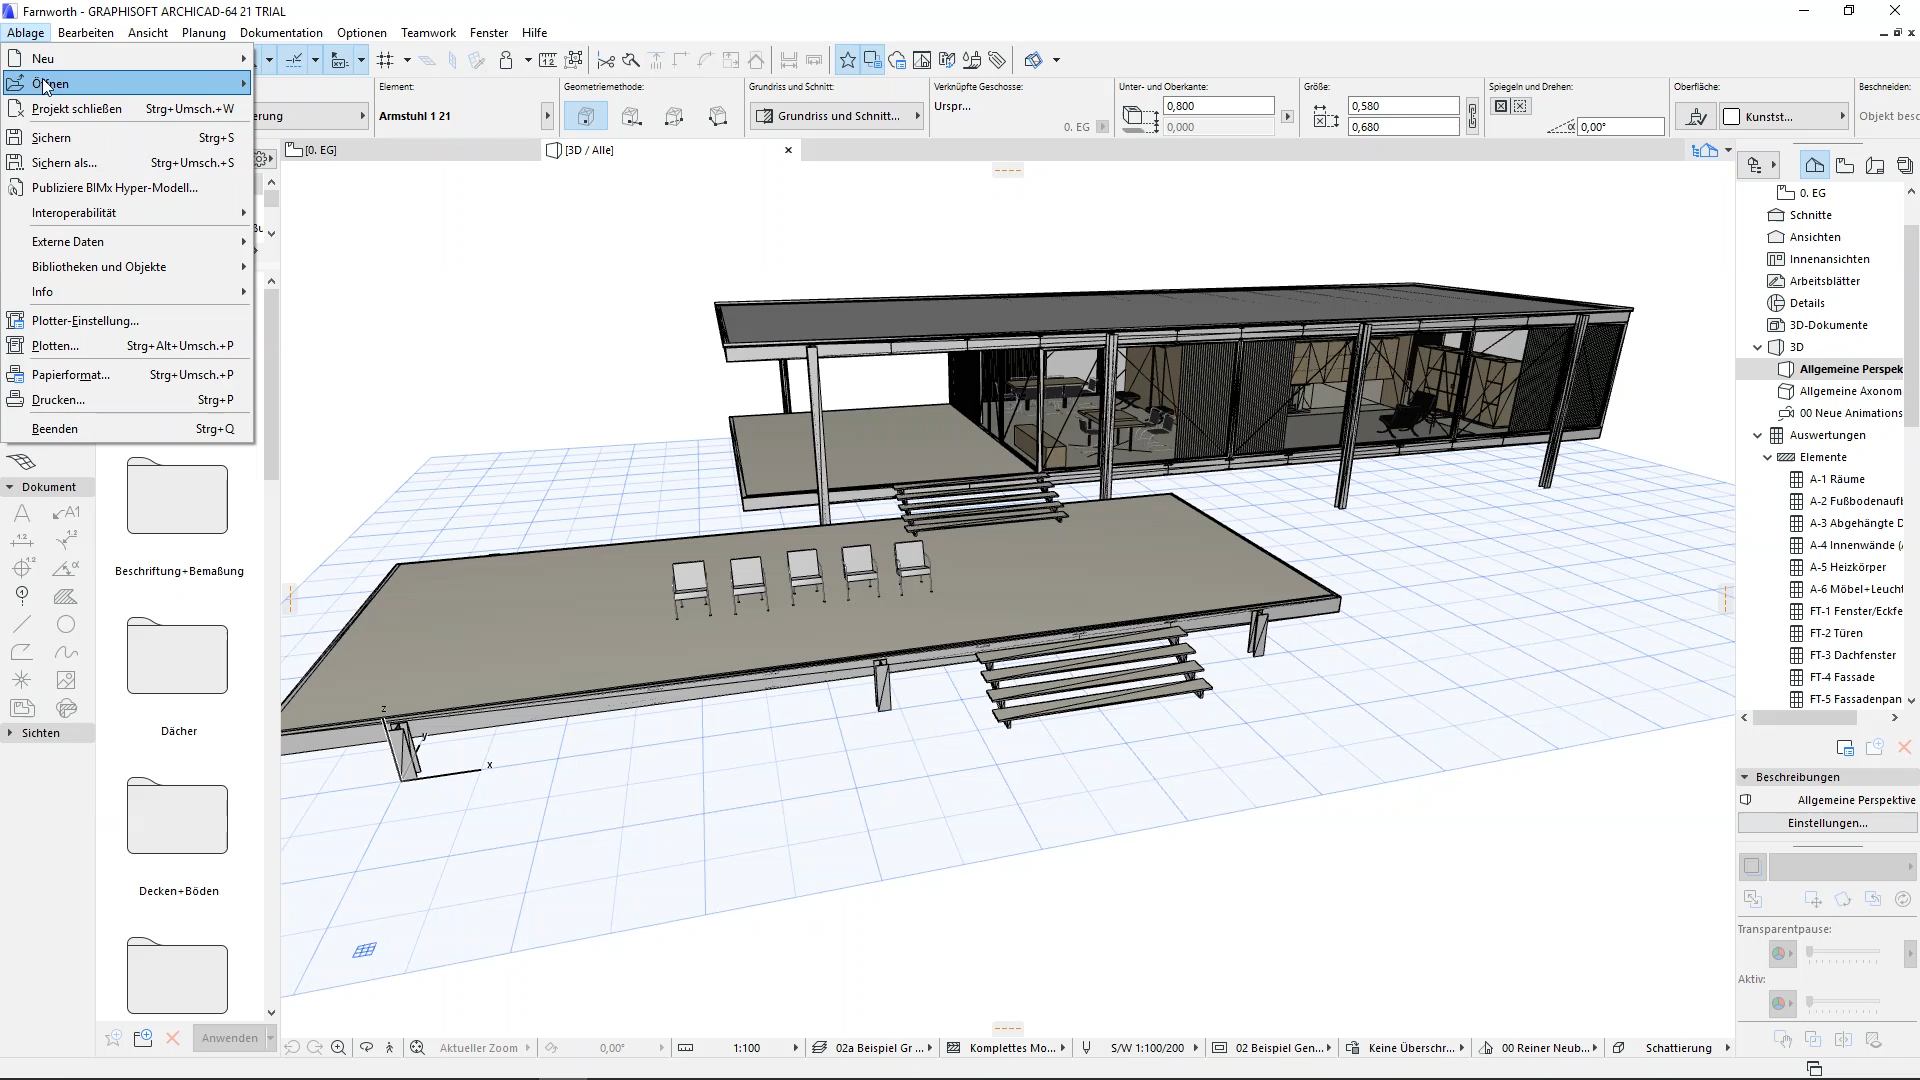 Farnworth - GRAPHISOFT ARCHICAD-64 21 TRIAL
Ablage Bearbeiten Ansicht Planung Dokumentation Optionen Teamwork Fenster Hilfe
Neu
Projekt schließen Strg+Umsch.+W
Sichern Strg+S
Sichern als... Strg+Umsch.+S
Publiziere BIMx Hyper-Modell...
Interoperabilität
Externe Daten
Bibliotheken und Objekte
Info
Plotter-Einstellung...
Plotten... Strg+Alt+Umsch.+P
Papierformat... Strg+Umsch.+P
Drucken... Strg+P
Beenden Strg+Q
Element:
Armstuhl 1 21
Geometriemethode:
Grundriss und Schnitt:
Grundriss und Schnitt...
Verknüpfte Geschosse:
Urspr...
0. EG
Unter- und Oberkante:
0,800
0,000
Größe:
0,580
0,680
Spiegeln und Drehen:
0,00°
Oberfläche:
Kunst...
Beschneiden:
Objekt besc
[0. EG]
[3D / Alle]
Dokument
Sichten
Beschriftung+Bemaßung
Dächer
Decken+Böden
Anwenden
z
y
x
0. EG
Schnitte
Ansichten
Innenansichten
Arbeitsblätter
Details
3D-Dokumente
3D
Allgemeine Perspek
Allgemeine Axonom
00 Neue Animations
Auswertungen
Elemente
A-1 Räume
A-2 Fußbodenaufb
A-3 Abgehängte D
A-4 Innenwände (
A-5 Heizkörper
A-6 Möbel+Leucht
FT-1 Fenster/Eckfe
FT-2 Türen
FT-3 Dachfenster
FT-4 Fassade
FT-5 Fassadenpan
Beschreibungen
Allgemeine Perspektive
Einstellungen...
Transparentpause:
Aktiv:
Aktueller Zoom
0,00°
1:100
02a Beispiel Gr...
Komplettes Mo...
S/W 1:100/200
02 Beispiel Gen...
Keine Überschr...
00 Reiner Neub...
Schattierung